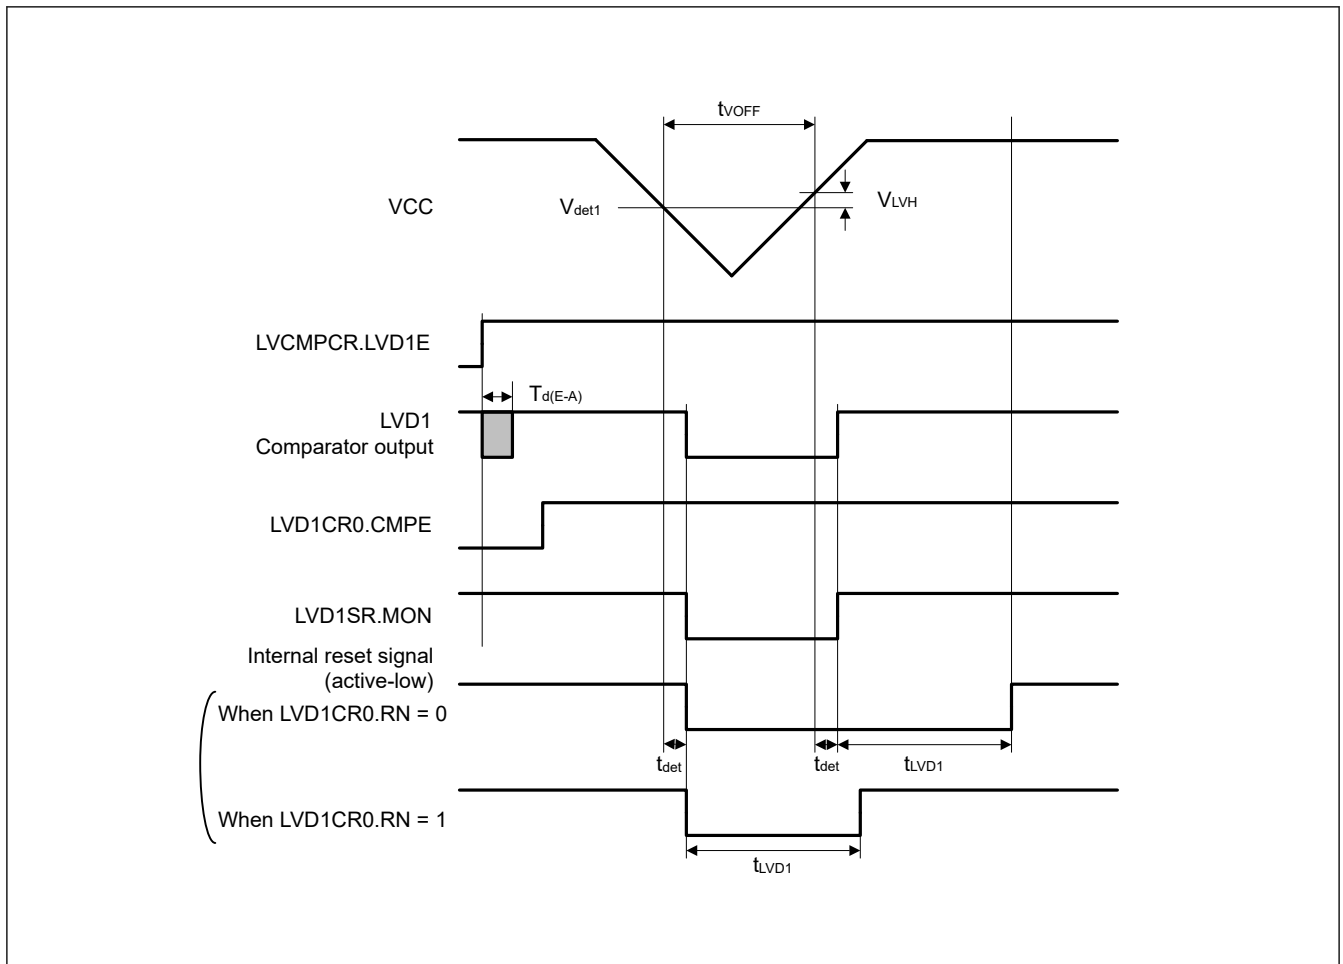 tVOFF
VCC
Vdet1
VLVH
LVCMPCR.LVD1E
Td(E-A)
LVD1
Comparator output
LVD1CR0.CMPE
LVD1SR.MON
Internal reset signal
(active-low)
When LVD1CR0.RN = 0
tdet
tdet
tLVD1
When LVD1CR0.RN = 1
tLVD1